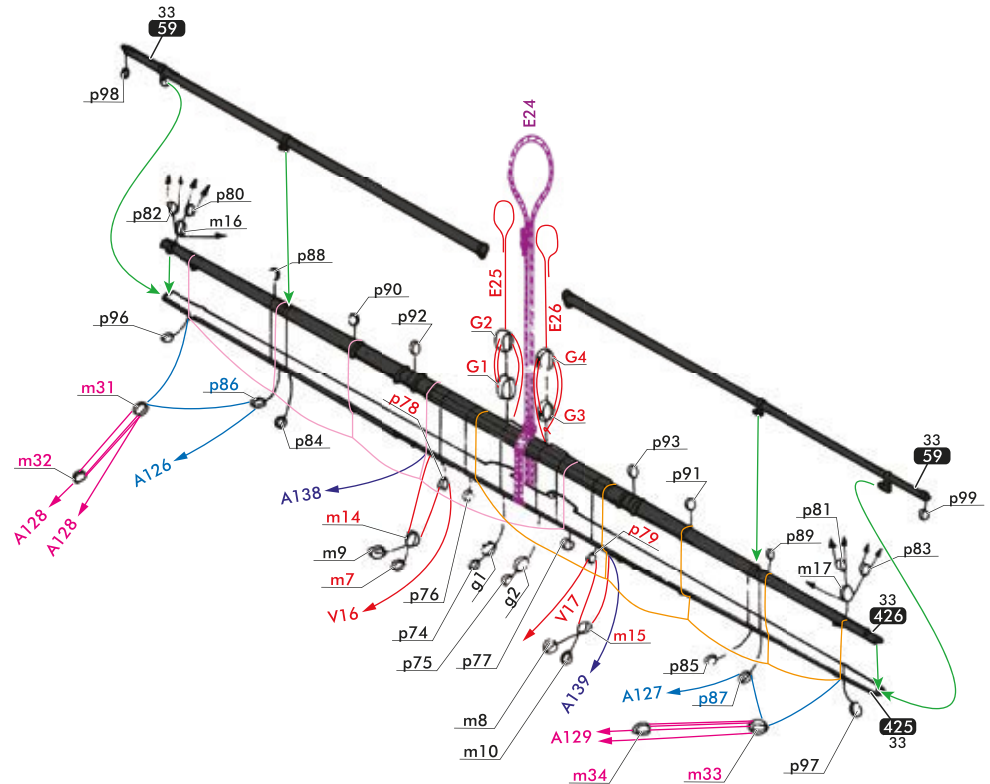 33
59
p98
E24
p80
p82
m16
p88
E25
E26
p90
p92
G2
G4
p96
G1
33
59
m31
p86
p78
G3
p99
p84
p93
m32
A126
p91
p81
A138
p89
p83
A128
A128
m14
p79
m17
m9
33
m7
g1
426
p76
g2
V16
V17
p74
m15
p75
p77
p85
A139
A127
p87
m8
425
33
A129
m10
m34
m33
p97